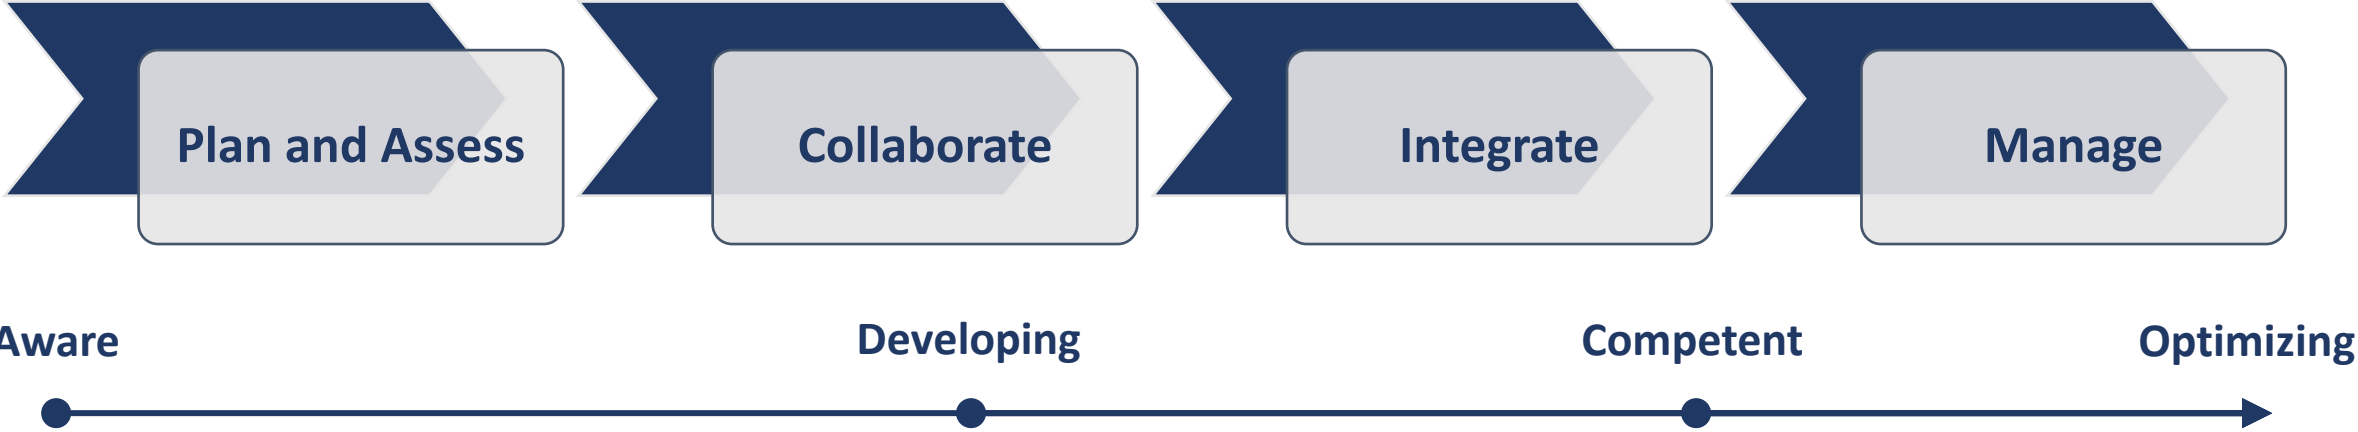 Plan and Assess
Collaborate
Integrate
Manage
Aware
Developing
Competent
Optimizing